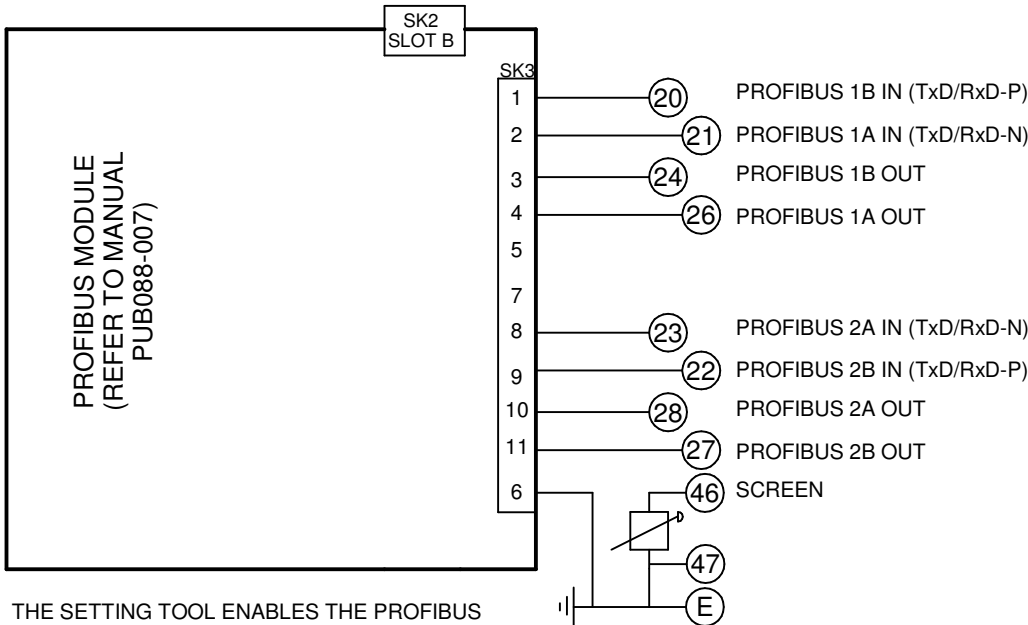 SK2
SLOT B
SK3
PROFIBUS MODULE
(REFER TO MANUAL
PUB088-007)
1 20 PROFIBUS 1B IN (TxD/RxD-P)
2 21 PROFIBUS 1A IN (TxD/RxD-N)
3 24 PROFIBUS 1B OUT
4 26 PROFIBUS 1A OUT
5
7
8 23 PROFIBUS 2A IN (TxD/RxD-N)
9 22 PROFIBUS 2B IN (TxD/RxD-P)
10 28 PROFIBUS 2A OUT
11 27 PROFIBUS 2B OUT
6 46 SCREEN
47
E
THE SETTING TOOL ENABLES THE PROFIBUS